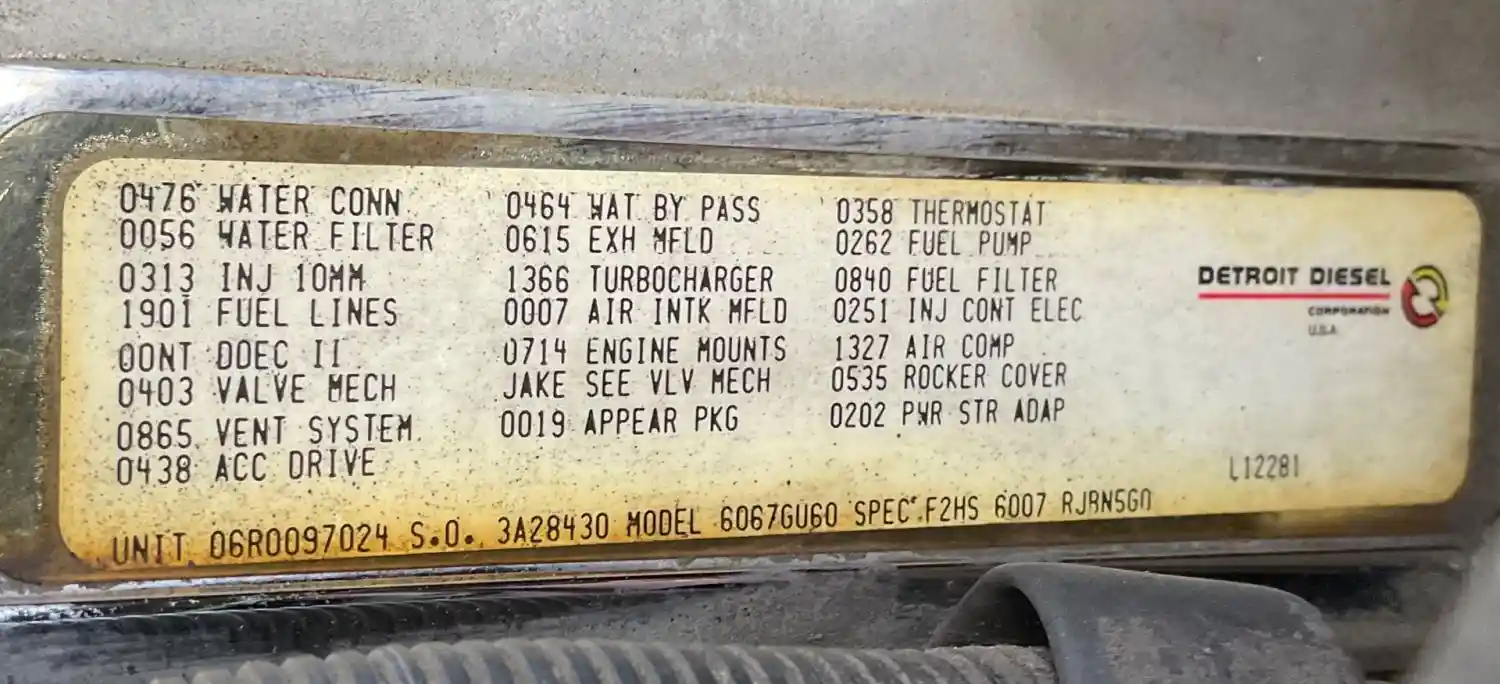 0476 WATER CONN 0464 WAT BY PASS 0358 THERMOSTAT
0056 WATER FILTER 0615 EXH MFLD 0262 FUEL PUMP
0313 INJ 10MM 1366 TURBOCHARGER 0840 FUEL FILTER
1901 FUEL LINES 0007 AIR INTK MFLD 0251 INJ CONT ELEC
00NT DDEC II 0714 ENGINE MOUNTS 1327 AIR COMP
0403 VALVE MECH JAKE SEE VLV MECH 0535 ROCKER COVER
0865 VENT SYSTEM 0019 APPEAR PKG 0202 PWR STR ADAP
0438 ACC DRIVE
DETROIT DIESEL
CORPORATION
U.S.A.
L12281
UNIT 06R0097024 S.O. 3A28430 MODEL 6067GU60 SPEC F2HS 6007